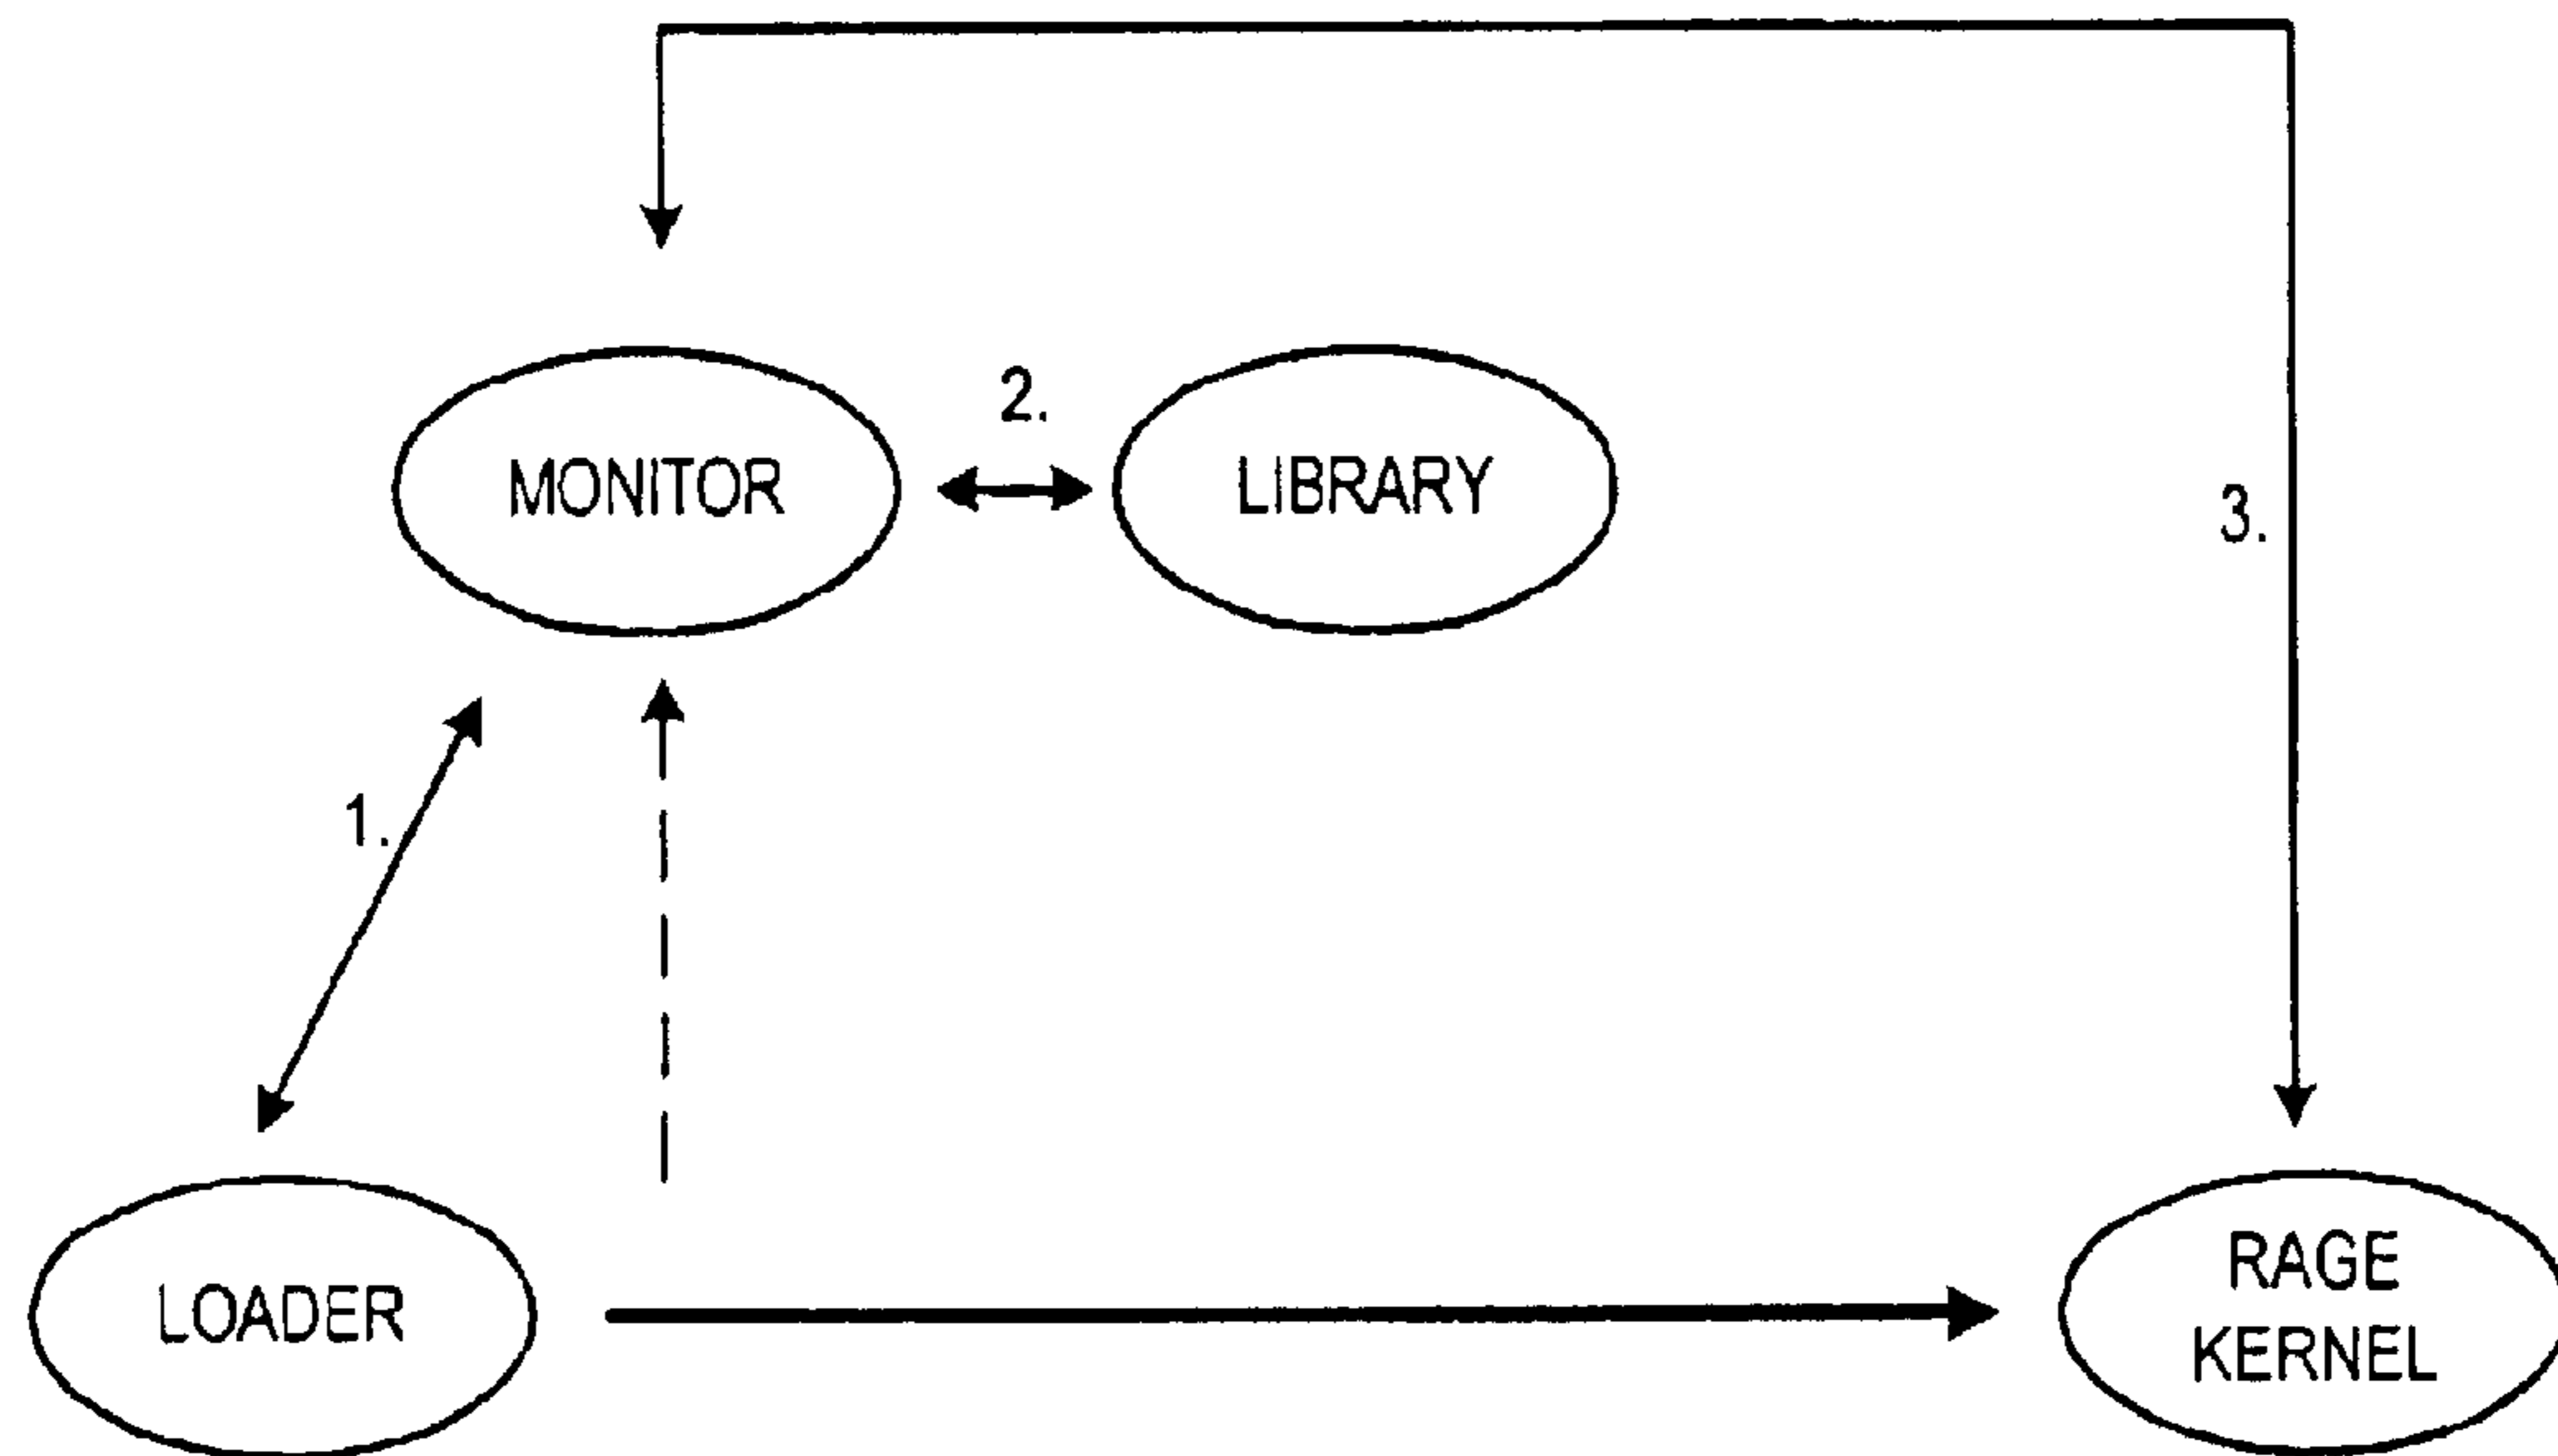 2.
MONITOR
LIBRARY
3.
1.
LOADER
RAGE
KERNEL